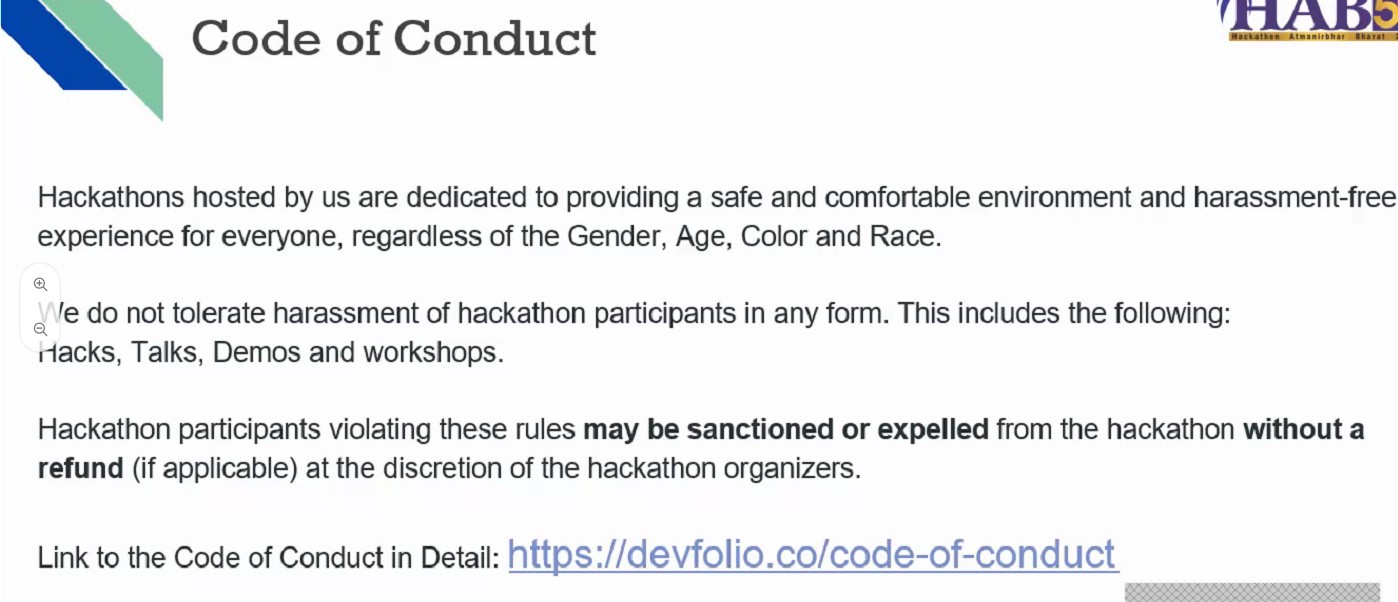 Code of Conduct
HAB5
Hackathon Atmanirbhar Bharat
Hackathons hosted by us are dedicated to providing a safe and comfortable environment and harassment-free
experience for everyone, regardless of the Gender, Age, Color and Race.
We do not tolerate harassment of hackathon participants in any form. This includes the following:
Hacks, Talks, Demos and workshops.
Hackathon participants violating these rules may be sanctioned or expelled from the hackathon without a
refund (if applicable) at the discretion of the hackathon organizers.
Link to the Code of Conduct in Detail: https://devfolio.co/code-of-conduct